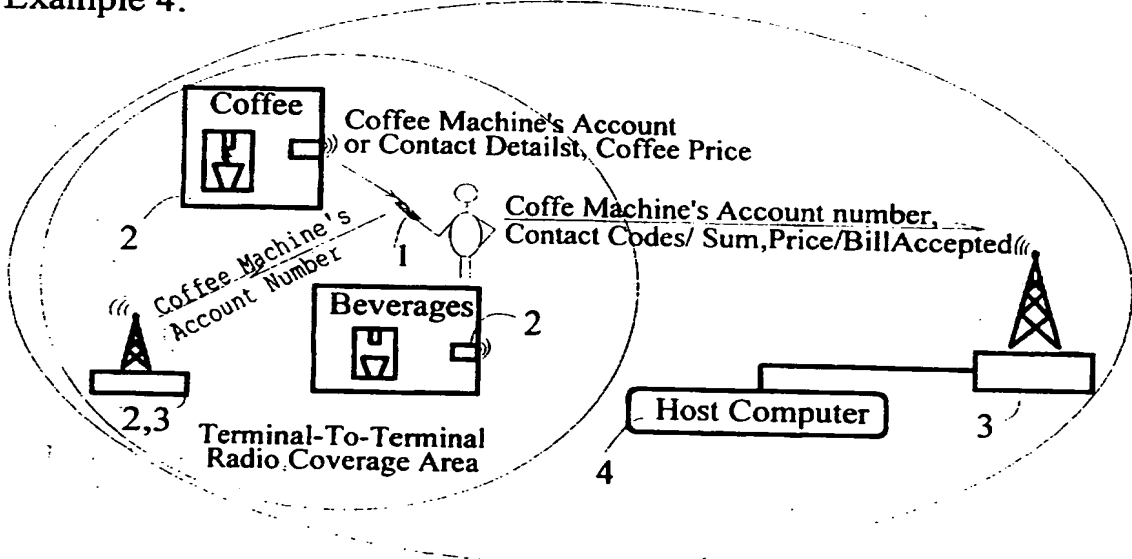 Example 4:
Coffee
Coffee Machine's Account
or Contact Detailst, Coffee Price
2
1
Coffe Machine's Account number,
Contact Codes/ Sum,Price/BillAccepted
Coffee Machine's
Account Number
Beverages
2
2,3
Terminal-To-Terminal
Radio Coverage Area
Host Computer
4
3